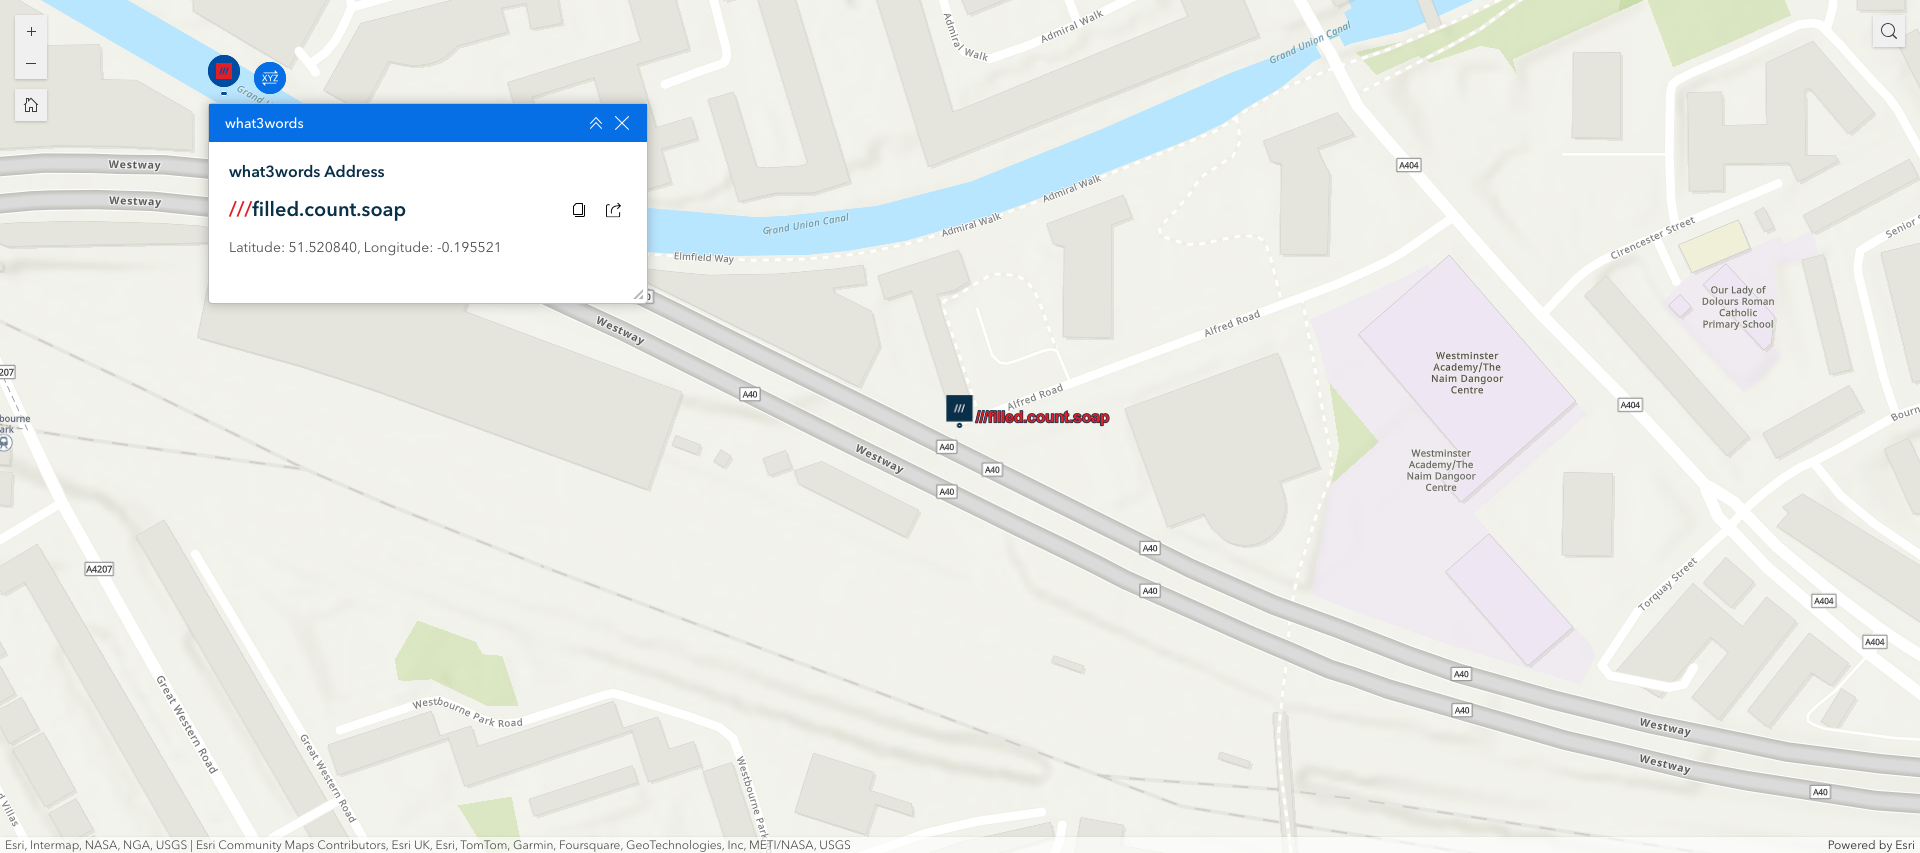 Admiral Walk
Admiral Walk
Grand Union Canal
XYZ
Grand U
what3words
what3words Address
///filled.count.soap
Latitude: 51.520840, Longitude: -0.195521
Westway
Westway
A404
Admiral Walk
Grand Union Canal
Admiral Walk
Elmfield Way
Cirencester Street
Senior S
Our Lady of
Dolours Roman
Catholic
Primary School
Westway
Alfred Road
Westminster
Academy/The
Naim Dangoor
Centre
207
A40
Alfred Road
///
///filled.count.soap
A404
Bourn
bourne
ark
A40
Westway
A40
A40
Westminster
Academy/The
Naim Dangoor
Centre
A4207
A40
A40
Torquay Street
A404
A404
A40
A40
Great Western Road
Westbourne Park Road
Great Western Road
Westbourne Park
Westway
Westway
A40
d Villas
Esri, Intermap, NASA, NGA, USGS | Esri Community Maps Contributors, Esri UK, Esri, TomTom, Garmin, Foursquare, GeoTechnologies, Inc, METI/NASA, USGS
Powered by Esri